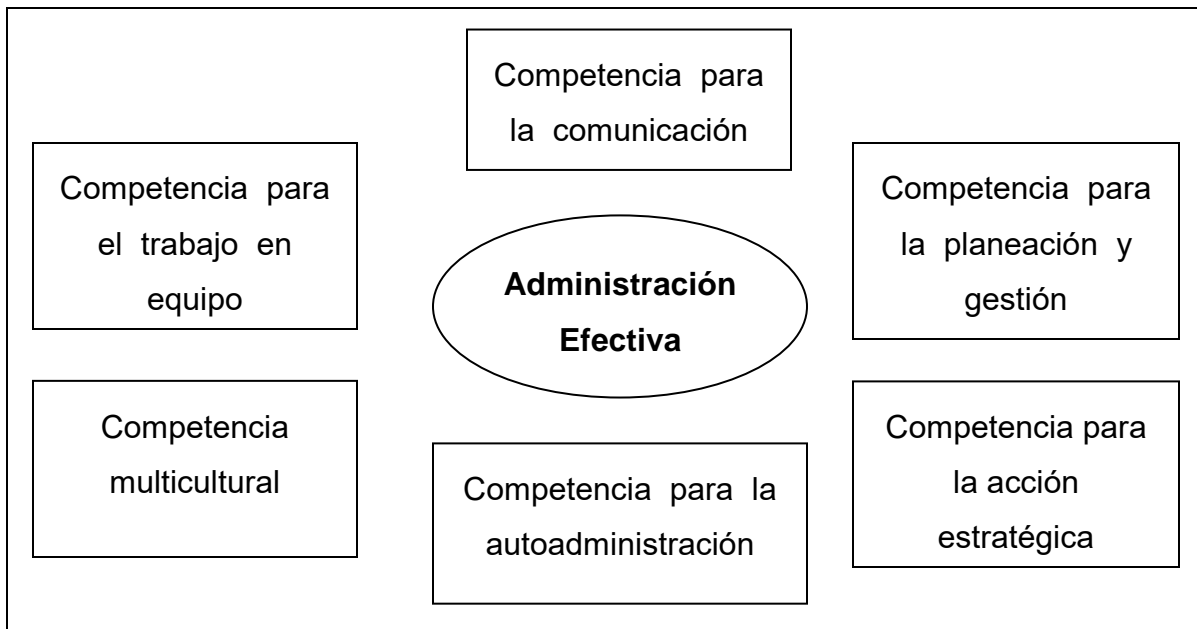 Competencia para
la comunicación
Competencia para
el trabajo en
equipo
Competencia para
la planeación y
gestión
Administración
Efectiva
Competencia
multicultural
Competencia para la
autoadministración
Competencia para
la acción
estratégica